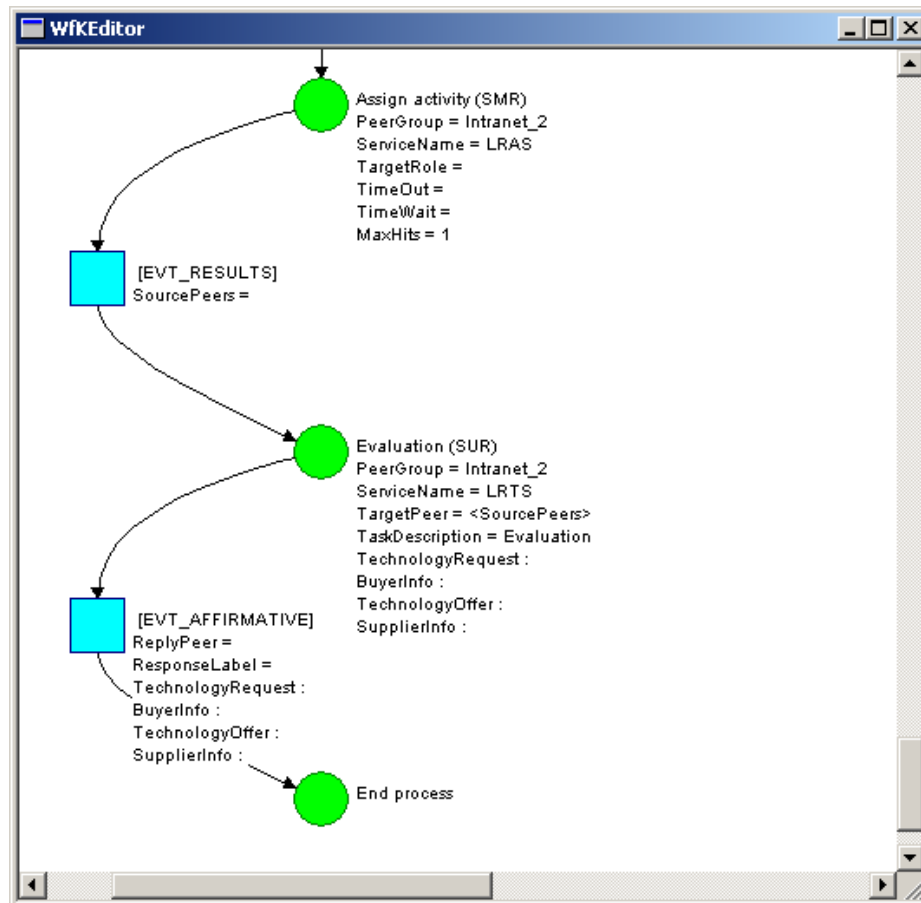 WfKEditor
Assign activity (SMR)
PeerGroup = Intranet_2
ServiceName = LRAS
TargetRole =
TimeOut =
TimeWait =
MaxHits = 1
[EVT_RESULTS]
SourcePeers =
Evaluation (SUR)
PeerGroup = Intranet_2
ServiceName = LRTS
TargetPeer = <SourcePeers>
TaskDescription = Evaluation
TechnologyRequest :
BuyerInfo :
TechnologyOffer :
SupplierInfo :
[EVT_AFFIRMATIVE]
ReplyPeer =
ResponseLabel =
TechnologyRequest :
BuyerInfo :
TechnologyOffer :
SupplierInfo :
End process